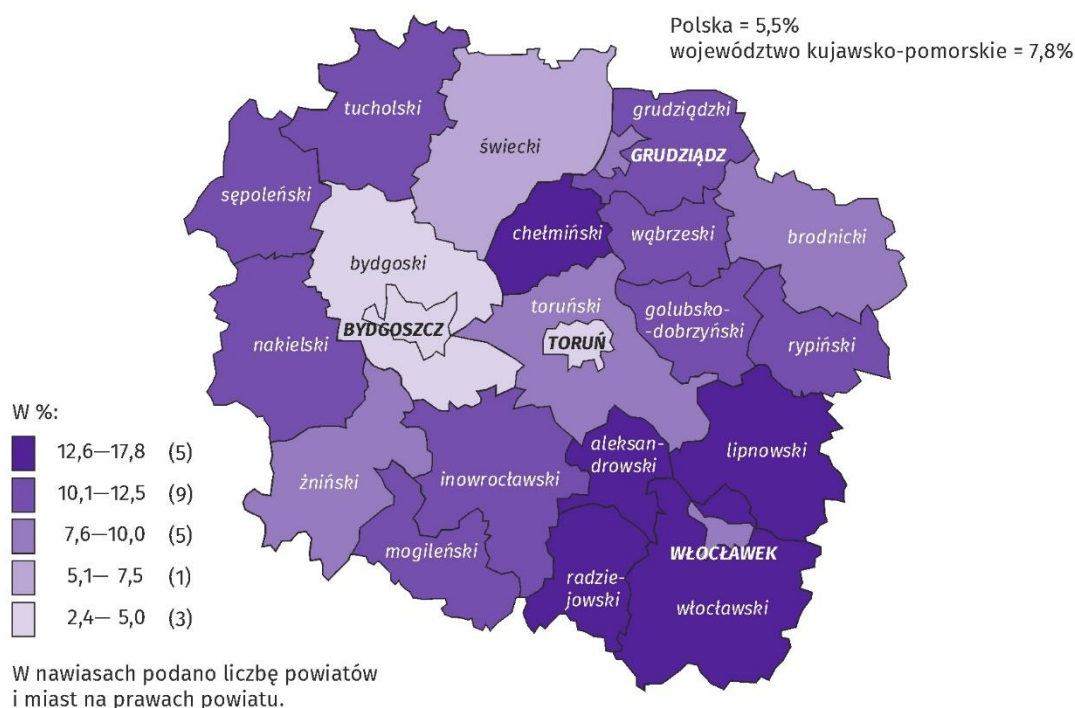 Polska = 5,5%
województwo kujawsko-pomorskie = 7,8%
tucholski
grudziądzki
świecki
GRUDZIĄDZ
sępoleński
chełmiński
wąbrzeski
brodnicki
bydgoski
toruński
golubsko-
-dobrzyński
BYDGOSZCZ
TORUŃ
nakielski
rypiński
aleksan-
drowski
lipnowski
żniński
inowrocławski
mogileński
WŁOCŁAWEK
radzie-
jowski
włocławski
W %:
12,6—17,8 (5)
10,1—12,5 (9)
7,6—10,0 (5)
5,1— 7,5 (1)
2,4— 5,0 (3)
W nawiasach podano liczbę powiatów
i miast na prawach powiatu.